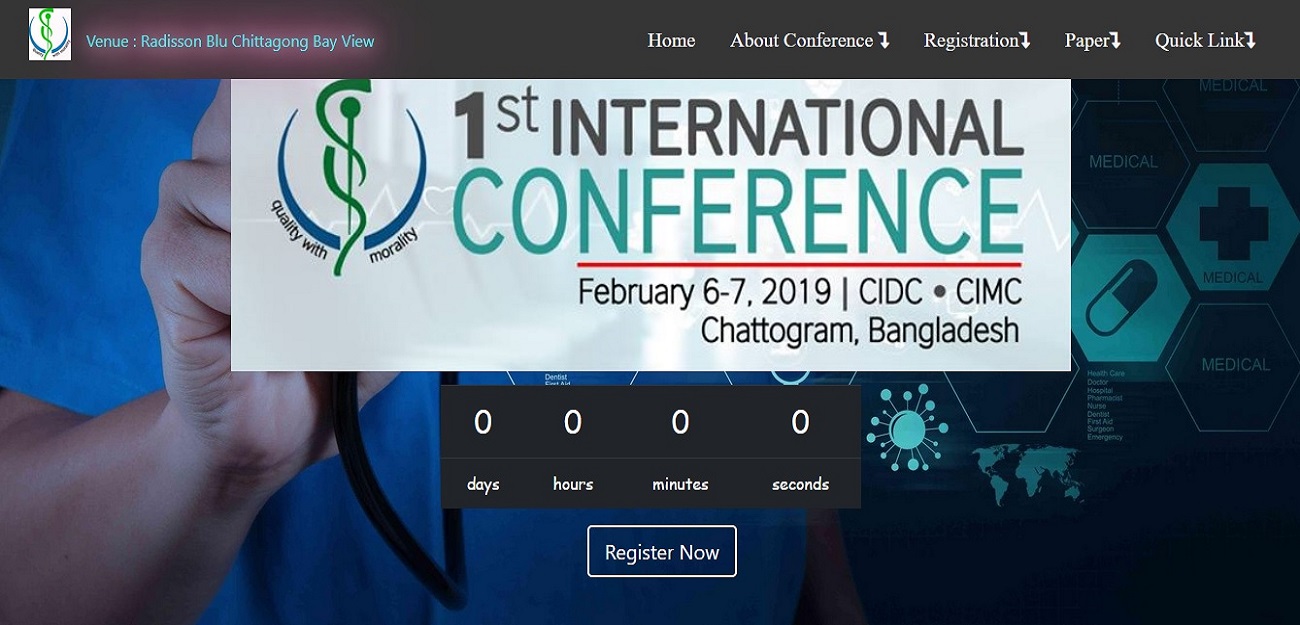 Venue : Radisson Blu Chittagong Bay View
Home
About Conference
Registration
Paper
Quick Link
1st INTERNATIONAL
CONFERENCE
quality with morality
February 6-7, 2019 | CIDC • CIMC
Chattogram, Bangladesh
MEDICAL
MEDICAL
MEDICAL
MEDICAL
Dentist
First Aid
Health Care
Doctor
Hospital
Pharmacist
Nurse
Dentist
First Aid
Surgeon
Emergency
0 0 0 0
days hours minutes seconds
Register Now